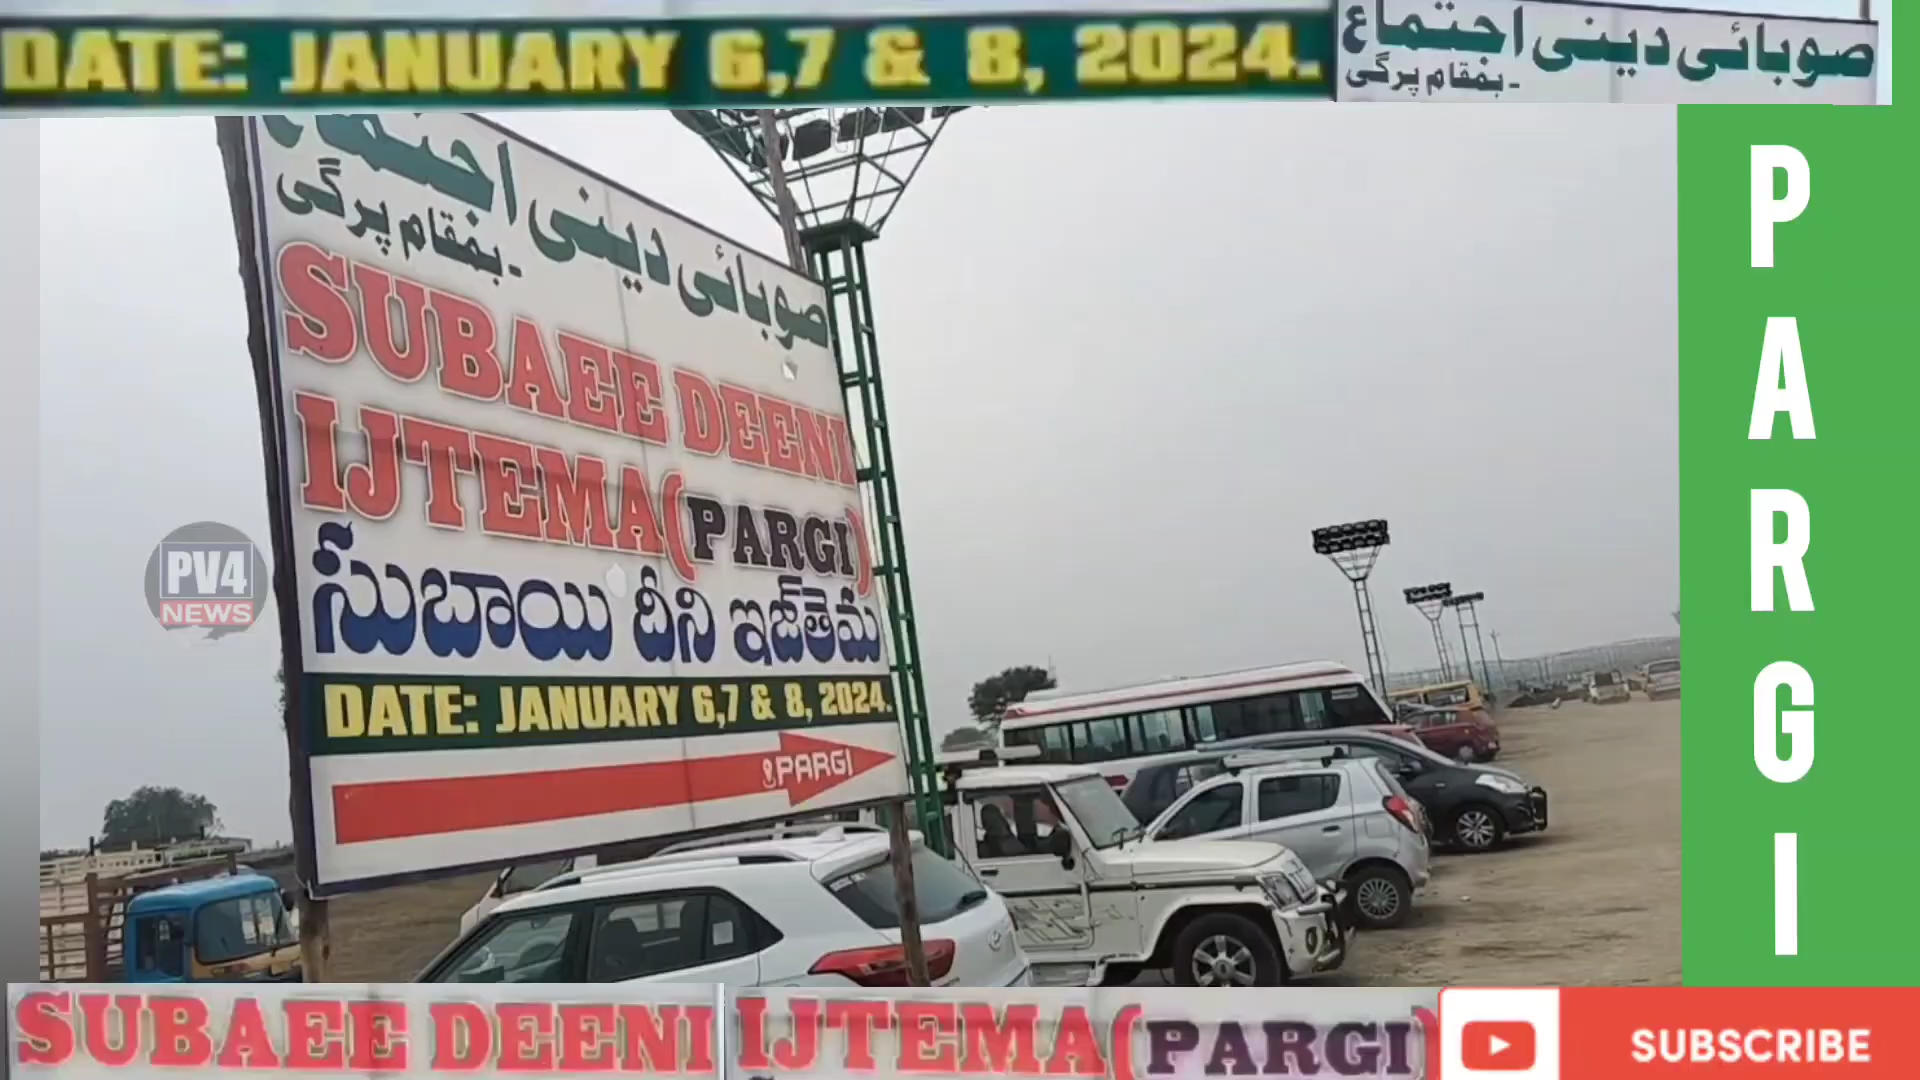 DATE: JANUARY 6,7 & 8, 2024.
صوبائی دینی اجتماع
بمقام پرگی-
صوبائی دینی اجتماع
بمقام پرگی-
SUBAEE DEENI
IJTEMA(PARGI)
సుబాయి దీని ఇజ్తెమ
DATE: JANUARY 6,7 & 8, 2024.
PARGI
PV4
NEWS
PARGI
SUBAEE DEENI IJTEMA(PARGI)
SUBSCRIBE